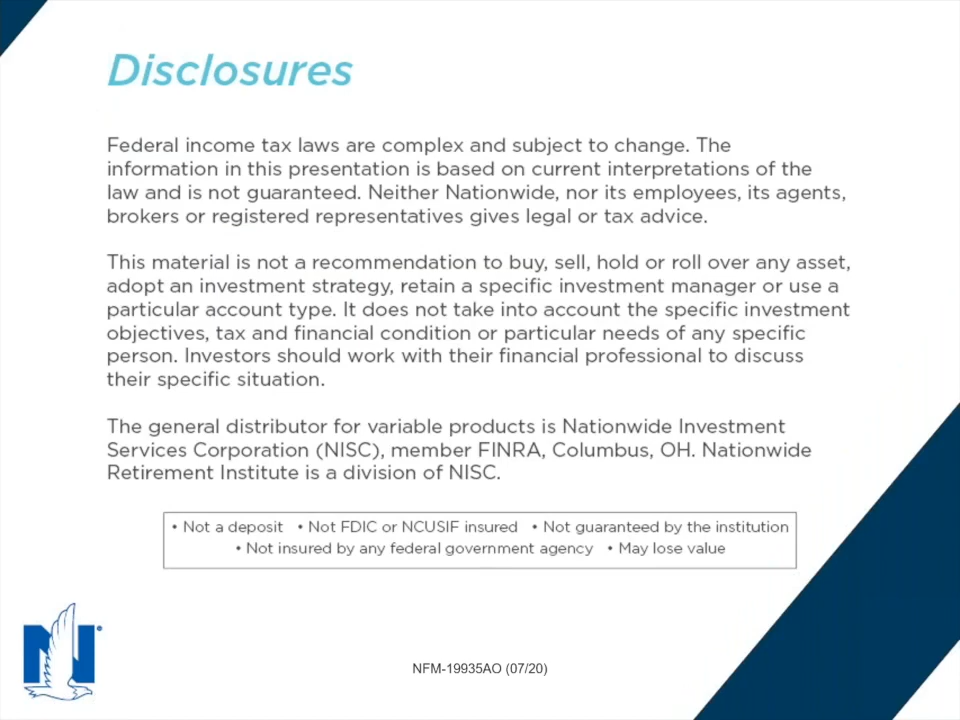 Disclosures
Federal income tax laws are complex and subject to change. The
information in this presentation is based on current interpretations of the
law and is not guaranteed. Neither Nationwide, nor its employees, its agents,
brokers or registered representatives gives legal or tax advice.
This material is not a recommendation to buy, sell, hold or roll over any asset,
adopt an investment strategy, retain a specific investment manager or use a
particular account type. It does not take into account the specific investment
objectives, tax and financial condition or particular needs of any specific
person. Investors should work with their financial professional to discuss
their specific situation.
The general distributor for variable products is Nationwide Investment
Services Corporation (NISC), member FINRA, Columbus, OH. Nationwide
Retirement Institute is a division of NISC.
• Not a deposit • Not FDIC or NCUSIF insured • Not guaranteed by the institution
• Not insured by any federal government agency • May lose value
N®
NFM-19935AO (07/20)